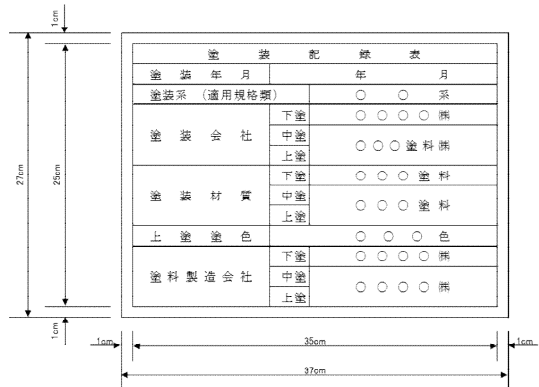 塗装記録表
塗装年月 年 月
塗装系（適用規格類） ○ ○ 系
塗装会社
下塗 ○○○○㈱
中塗
上塗
○○○塗料㈱
塗装材質
下塗 ○○○塗料
中塗
上塗
○○○塗料
上塗塗色 ○○○色
塗料製造会社
下塗 ○○○○㈱
中塗
上塗
○○○○㈱
1cm
27cm
25cm
1cm
1cm
35cm
1cm
37cm